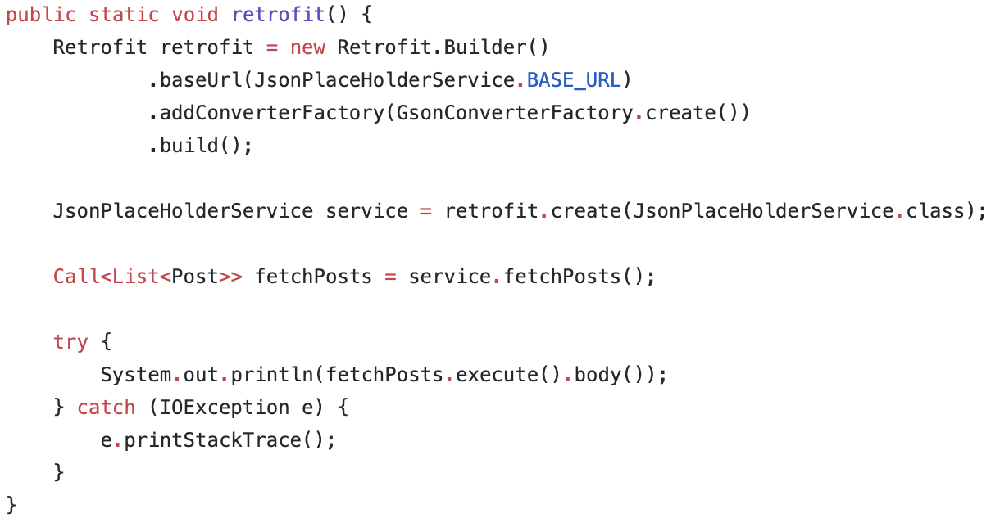 public static void retrofit() {
    Retrofit retrofit = new Retrofit.Builder()
            .baseUrl(JsonPlaceHolderService.BASE_URL)
            .addConverterFactory(GsonConverterFactory.create())
            .build();

    JsonPlaceHolderService service = retrofit.create(JsonPlaceHolderService.class);

    Call<List<Post>> fetchPosts = service.fetchPosts();

    try {
        System.out.println(fetchPosts.execute().body());
    } catch (IOException e) {
        e.printStackTrace();
    }
}